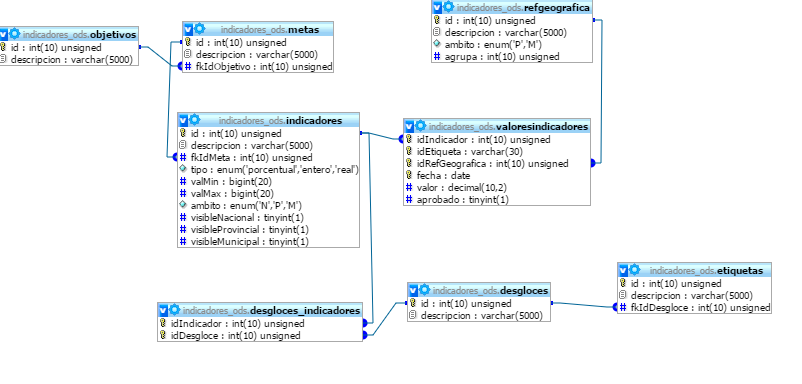 indicadores_ods.objetivos
id : int(10) unsigned
descripcion : varchar(5000)
indicadores_ods.metas
id : int(10) unsigned
descripcion : varchar(5000)
fkIdObjetivo : int(10) unsigned
indicadores_ods.refgeografica
id : int(10) unsigned
descripcion : varchar(5000)
ambito : enum('P','M')
agrupa : int(10) unsigned
indicadores_ods.indicadores
id : int(10) unsigned
descripcion : varchar(5000)
fkIdMeta : int(10) unsigned
tipo : enum('porcentual','entero','real')
valMin : bigint(20)
valMax : bigint(20)
ambito : enum('N','P','M')
visibleNacional : tinyint(1)
visibleProvincial : tinyint(1)
visibleMunicipal : tinyint(1)
indicadores_ods.valoresindicadores
idIndicador : int(10) unsigned
idEtiqueta : varchar(30)
idRefGeografica : int(10) unsigned
fecha : date
valor : decimal(10,2)
aprobado : tinyint(1)
indicadores_ods.desgloces_indicadores
idIndicador : int(10) unsigned
idDesgloce : int(10) unsigned
indicadores_ods.desgloces
id : int(10) unsigned
descripcion : varchar(5000)
indicadores_ods.etiquetas
id : int(10) unsigned
descripcion : varchar(5000)
fkIdDesgloce : int(10) unsigned